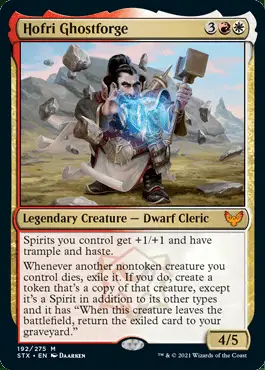 Hofri Ghostforge 3
Legendary Creature — Dwarf Cleric
Spirits you control get +1/+1 and have
trample and haste.
Whenever another nontoken creature you
control dies, exile it. If you do, create a
token that's a copy of that creature, except
it's a Spirit in addition to its other types
and it has “When this creature leaves the
battlefield, return the exiled card to your
graveyard.”
4/5
192/275 M
STX • EN DAARKEN
™ & © 2021 Wizards of the Coast